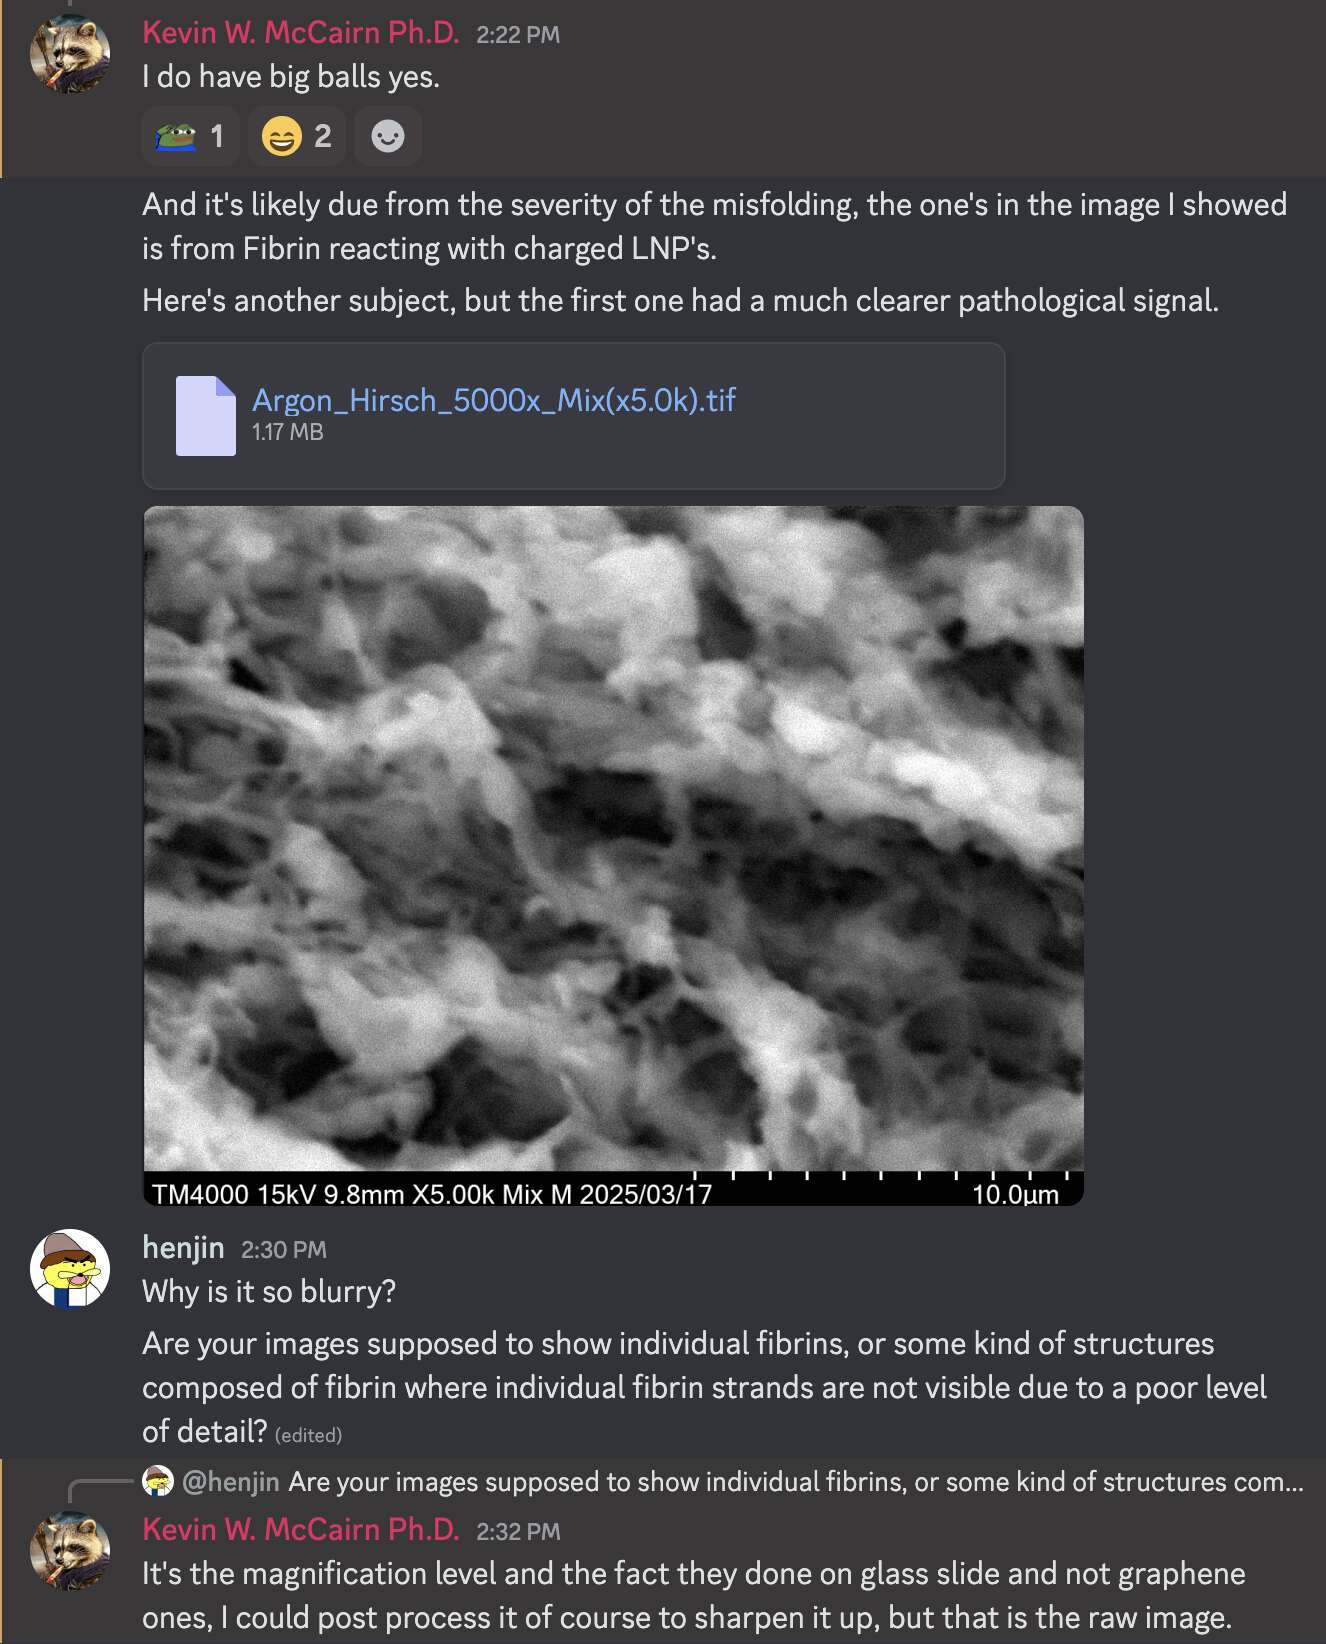 Kevin W. McCairn Ph.D. 2:22 PM
I do have big balls yes.
1 2
And it's likely due from the severity of the misfolding, the one's in the image I showed
is from Fibrin reacting with charged LNP's.
Here's another subject, but the first one had a much clearer pathological signal.
Argon_Hirsch_5000x_Mix(x5.0k).tif
1.17 MB
TM4000 15kV 9.8mm X5.00k Mix M 2025/03/17 10.0µm
henjin 2:30 PM
Why is it so blurry?
Are your images supposed to show individual fibrins, or some kind of structures
composed of fibrin where individual fibrin strands are not visible due to a poor level
of detail? (edited)
@henjin Are your images supposed to show individual fibrins, or some kind of structures com...
Kevin W. McCairn Ph.D. 2:32 PM
It's the magnification level and the fact they done on glass slide and not graphene
ones, I could post process it of course to sharpen it up, but that is the raw image.